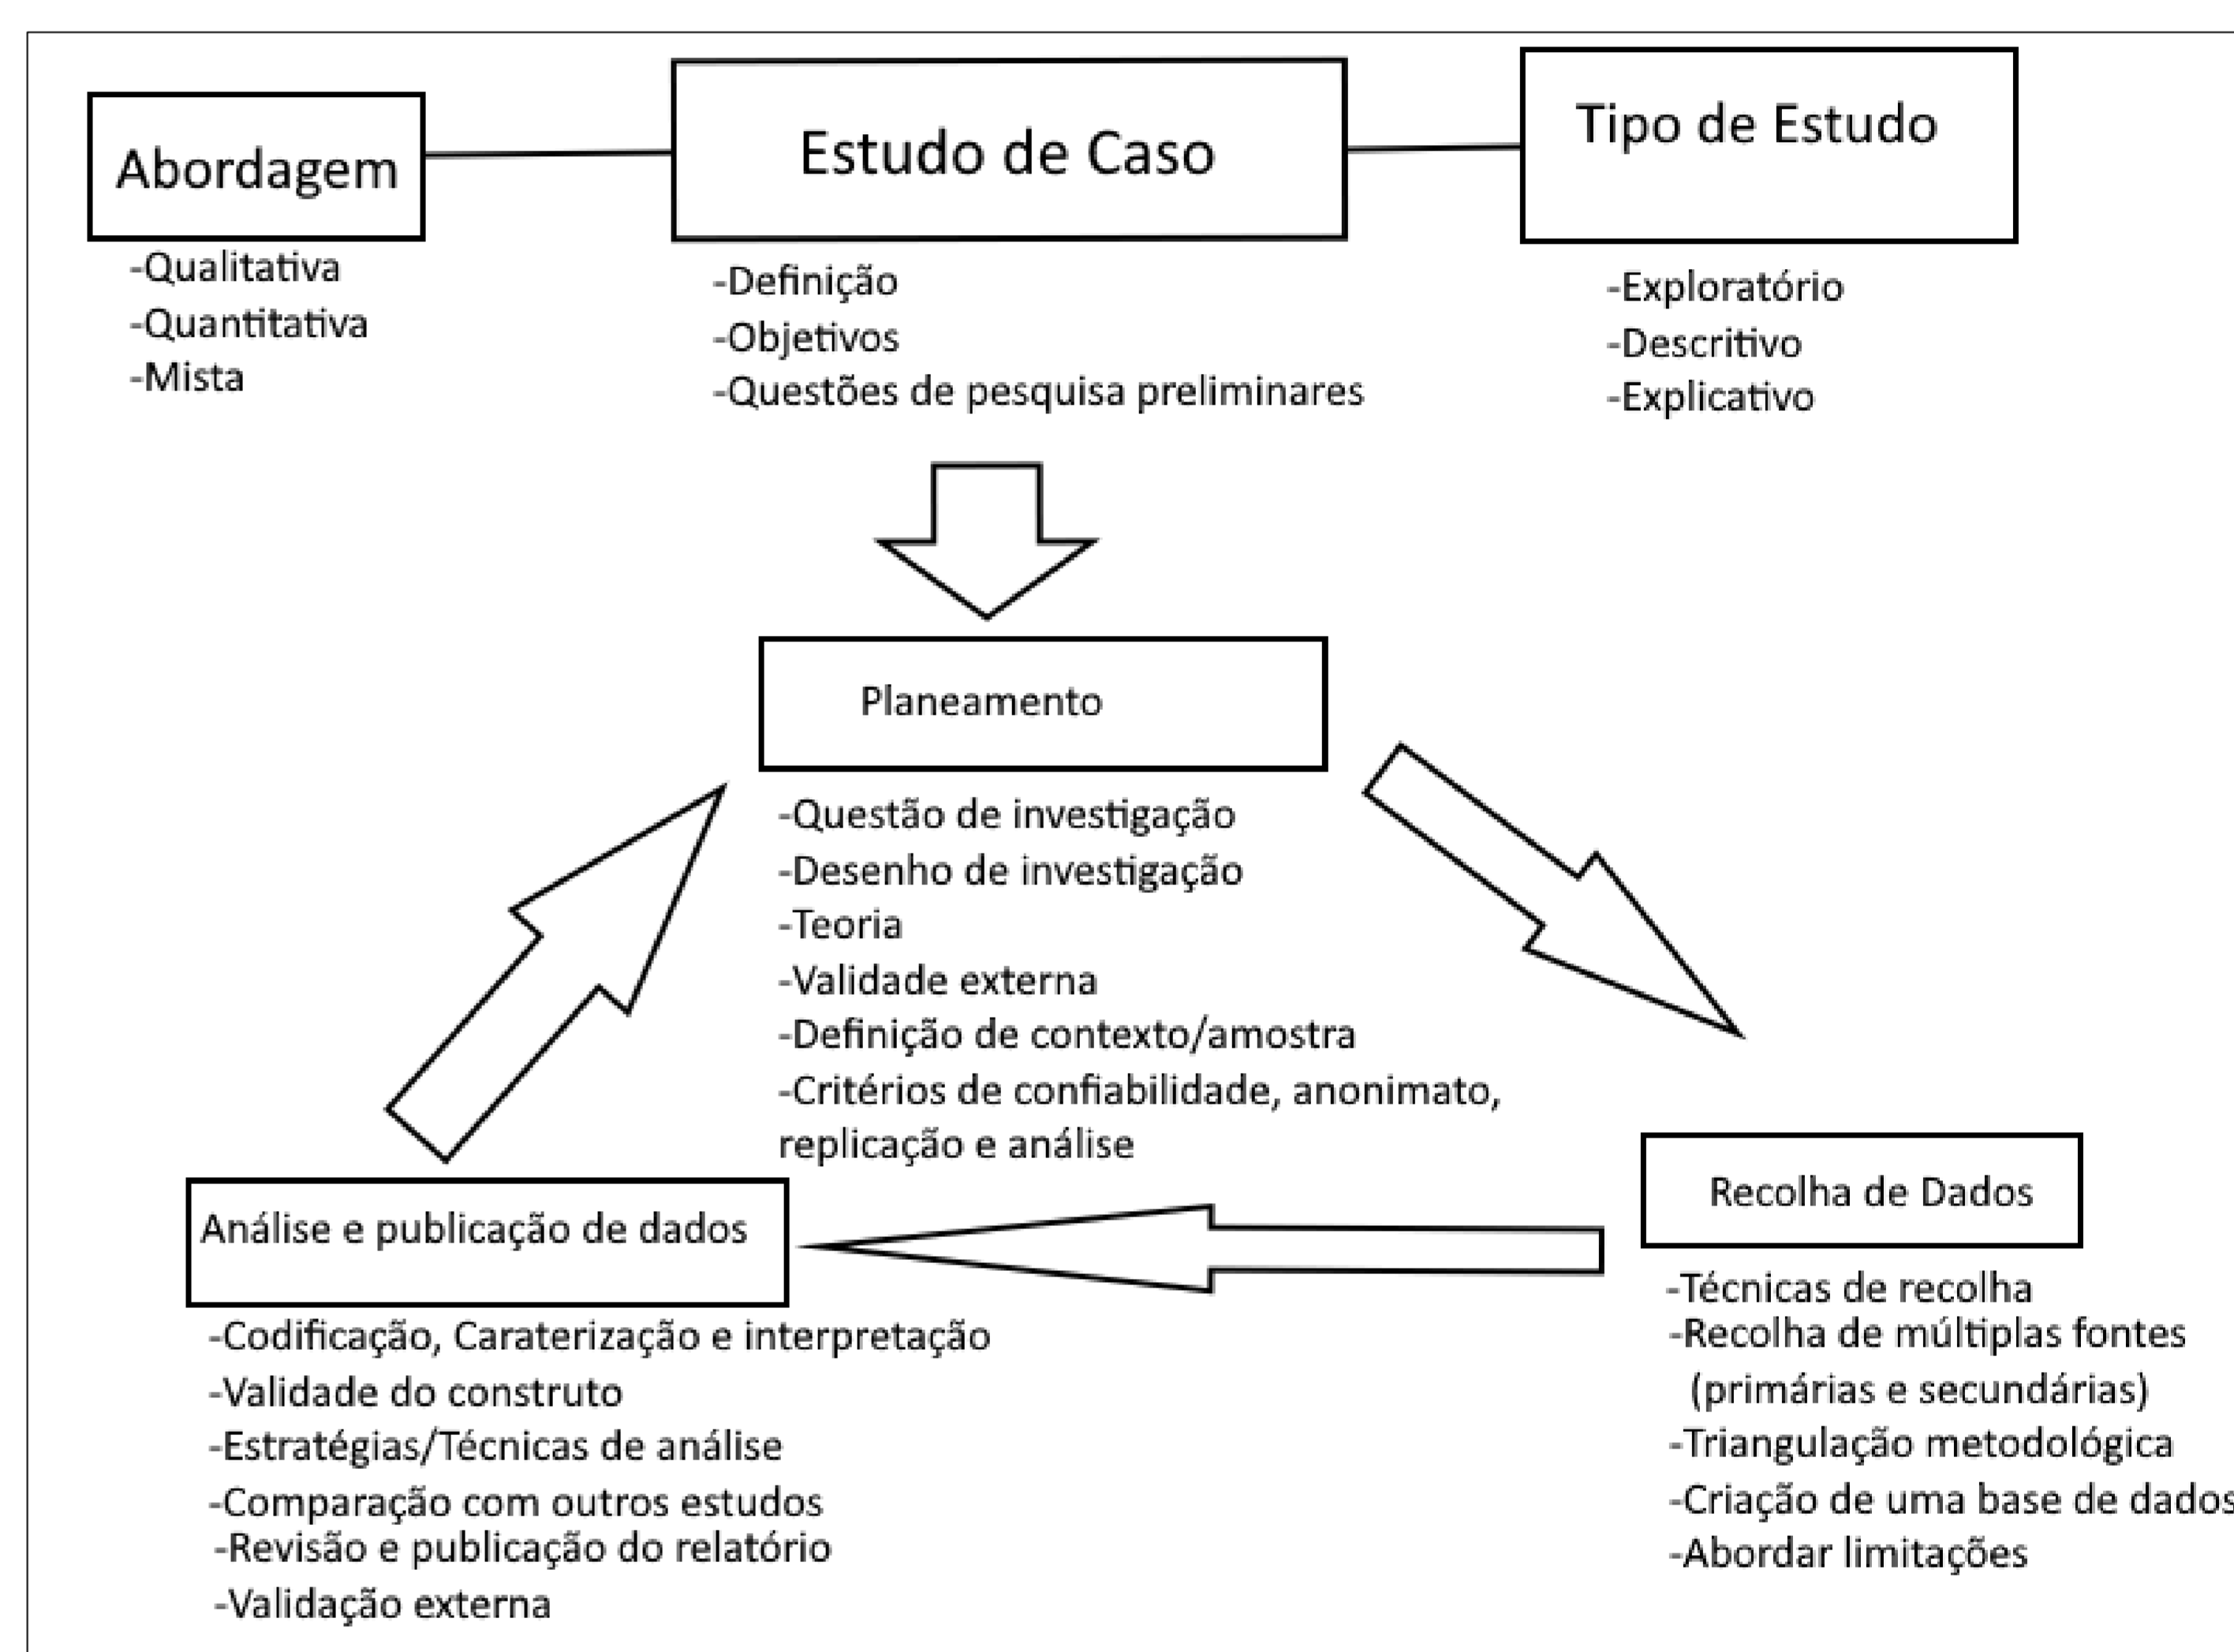 Abordagem
-Qualitativa
-Quantitativa
-Mista
Estudo de Caso
-Definição
-Objetivos
-Questões de pesquisa preliminares
Tipo de Estudo
-Exploratório
-Descritivo
-Explicativo
Planeamento
-Questão de investigação
-Desenho de investigação
-Teoria
-Validade externa
-Definição de contexto/amostra
-Critérios de confiabilidade, anonimato,
replicação e análise
Recolha de Dados
-Técnicas de recolha
-Recolha de múltiplas fontes
(primárias e secundárias)
-Triangulação metodológica
-Criação de uma base de dados
-Abordar limitações
Análise e publicação de dados
-Codificação, Caraterização e interpretação
-Validade do construto
-Estratégias/Técnicas de análise
-Comparação com outros estudos
-Revisão e publicação do relatório
-Validação externa